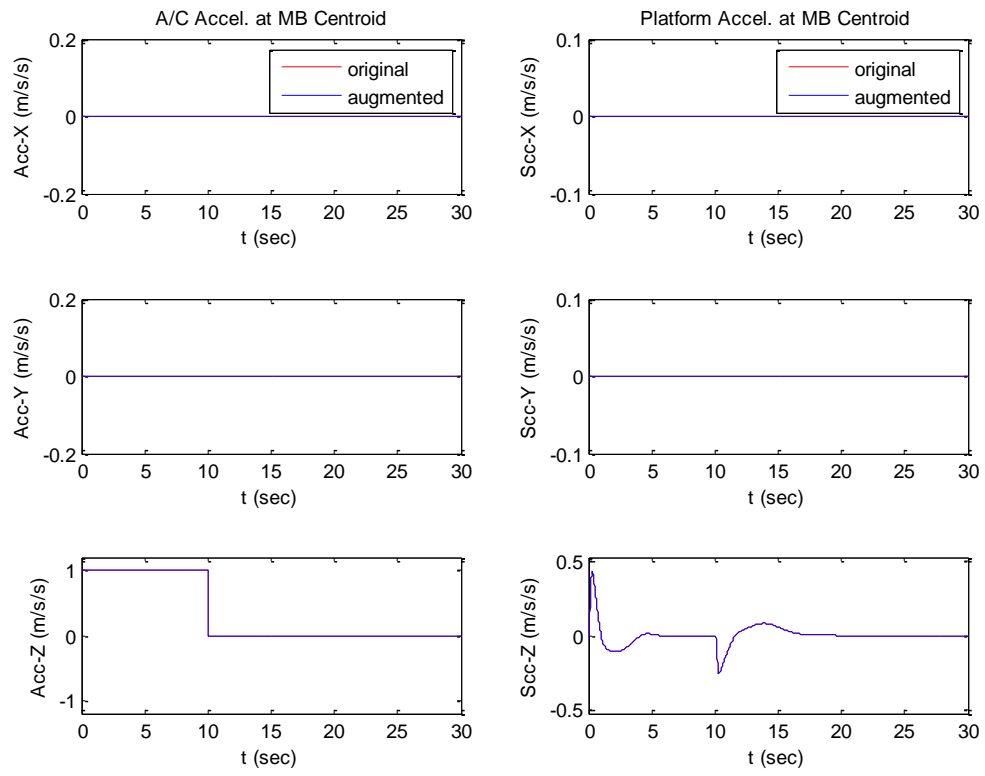 A/C Accel. at MB Centroid
0.2
0
-0.2
Acc-X (m/s/s)
original
augmented
0 5 10 15 20 25 30
t (sec)
Platform Accel. at MB Centroid
0.1
0
-0.1
Scc-X (m/s/s)
original
augmented
0 5 10 15 20 25 30
t (sec)
0.2
0
-0.2
Acc-Y (m/s/s)
0 5 10 15 20 25 30
t (sec)
0.1
0
-0.1
Scc-Y (m/s/s)
0 5 10 15 20 25 30
t (sec)
1
0
-1
Acc-Z (m/s/s)
0 5 10 15 20 25 30
t (sec)
0.5
0
-0.5
Scc-Z (m/s/s)
0 5 10 15 20 25 30
t (sec)